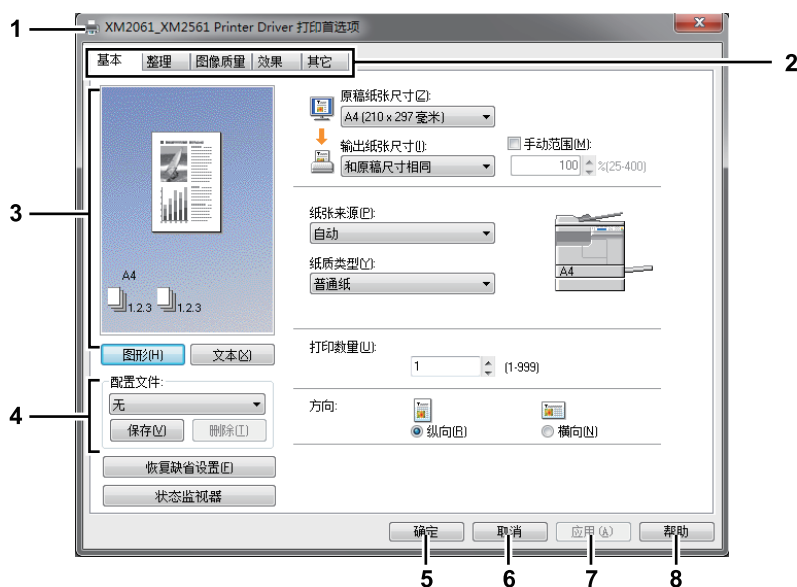 1
XM2061_XM2561 Printer Driver 打印首选项
2
基本 整理 图像质量 效果 其它
3
A4
1.2.3 1.2.3
图形(H) 文本(X)
4
配置文件:
无
保存(V) 删除(T)
恢复缺省设置(F)
状态监视器
原稿纸张尺寸(Z):
A4 (210 x 297 毫米)
输出纸张尺寸(I):
和原稿尺寸相同
手动范围(M):
100 %(25-400)
纸张来源(P):
自动
纸质类型(Y):
普通纸
A4
打印数量(U):
1 (1-999)
方向:
纵向(R) 横向(N)
确定 取消 应用(A) 帮助
5 6 7 8